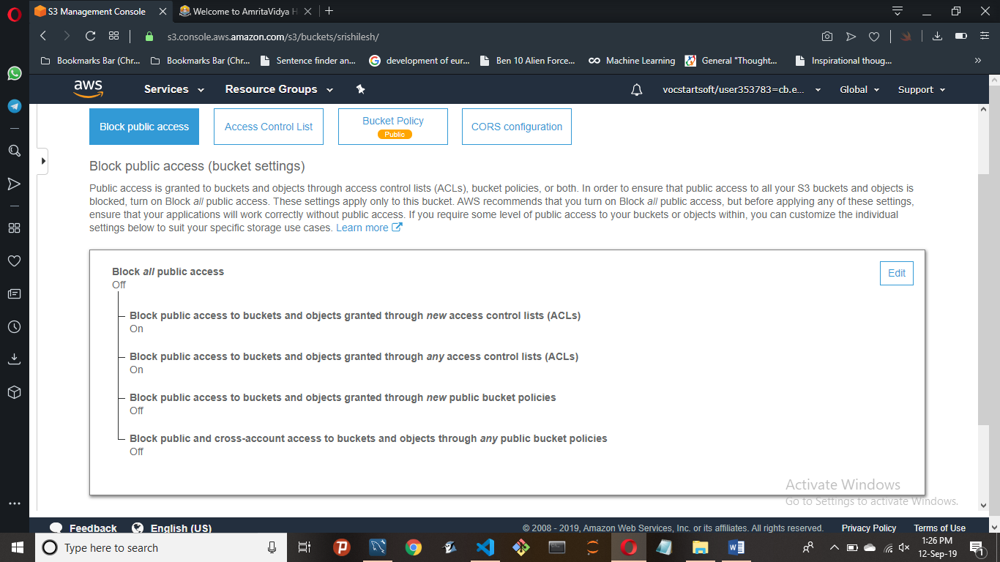 S3 Management Console
Welcome to AmritaVidya H
s3.console.aws.amazon.com/s3/buckets/srishilesh/
Bookmarks Bar (Chr...
Bookmarks Bar (Chr...
Sentence finder an...
development of eur...
Ben 10 Alien Force...
Machine Learning
General "Thought...
Inspirational thoug...
aws
Services
Resource Groups
vocstartsoft/user353783=cb.e...
Global
Support
Block public access
Access Control List
Bucket Policy
Public
CORS configuration
Block public access (bucket settings)
Public access is granted to buckets and objects through access control lists (ACLs), bucket policies, or both. In order to ensure that public access to all your S3 buckets and objects is
blocked, turn on Block all public access. These settings apply only to this bucket. AWS recommends that you turn on Block all public access, but before applying any of these settings,
ensure that your applications will work correctly without public access. If you require some level of public access to your buckets or objects within, you can customize the individual
settings below to suit your specific storage use cases. Learn more
Block all public access
Off
Edit
Block public access to buckets and objects granted through new access control lists (ACLs)
On
Block public access to buckets and objects granted through any access control lists (ACLs)
On
Block public access to buckets and objects granted through new public bucket policies
Off
Block public and cross-account access to buckets and objects through any public bucket policies
Off
Activate Windows
Go to Settings to activate Windows.
Feedback
English (US)
© 2008 - 2019, Amazon Web Services, Inc. or its affiliates. All rights reserved.
Privacy Policy
Terms of Use
Type here to search
1:26 PM
12-Sep-19
1